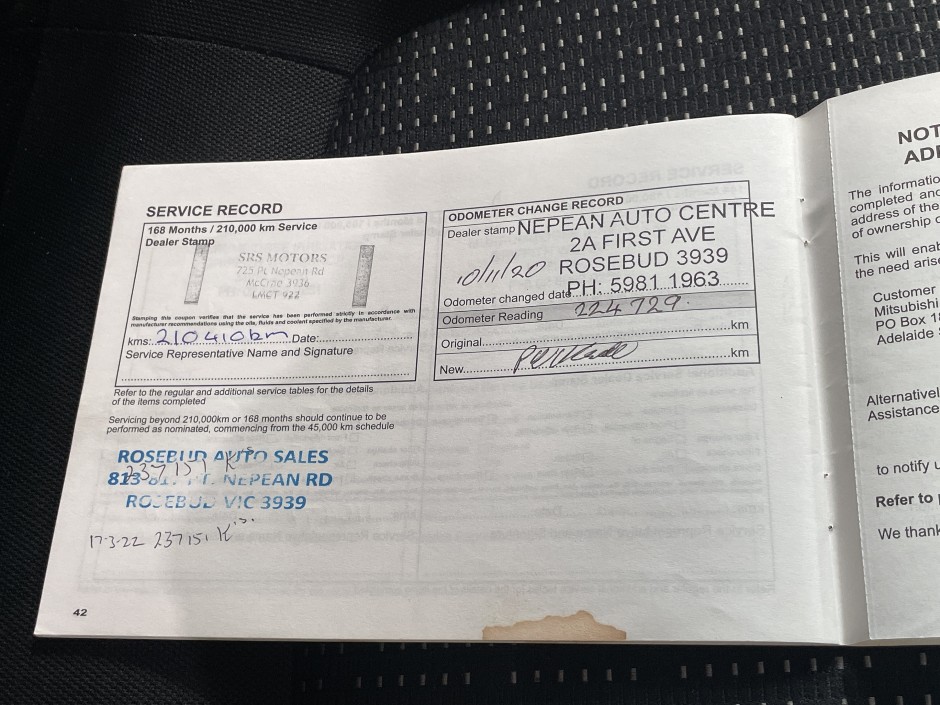 SERVICE RECORD
168 Months / 210,000 km Service
Dealer Stamp
SRS MOTORS
725 Pt. Nepean Rd
McCrae 3936
LMCT 922
Stamping this coupon verifies that the service has been performed strictly in accordance with
manufacturer recommendations using the oils, fluids and coolant specified by the manufacturer.
kms: 210410km Date:
Service Representative Name and Signature
Refer to the regular and additional service tables for the details
of the items completed
Servicing beyond 210,000km or 168 months should continue to be
performed as nominated, commencing from the 45,000 km schedule
ROSEBUD AUTO SALES
237151 K's
813 PT. NEPEAN RD
ROSEBUD VIC 3939
17-3-22 237151 K's.
42
ODOMETER CHANGE RECORD
Dealer stamp NEPEAN AUTO CENTRE
2A FIRST AVE
10/11/20 ROSEBUD 3939
PH: 5981 1963
Odometer changed date
Odometer Reading 224729.
Original km
New km
NOT
ADD
The informatio
completed and
address of the
of ownership
This will enab
the need aris
Customer
Mitsubishi
PO Box 1
Adelaide
Alternativel
Assistance
to notify
Refer to
We thank